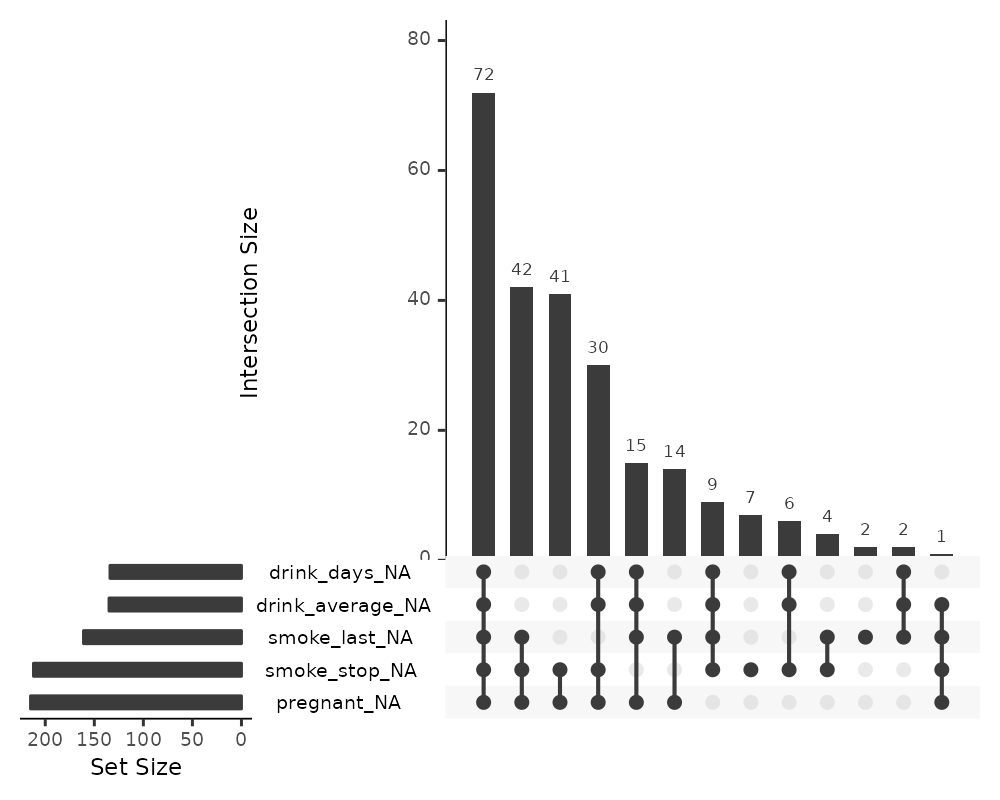 80
60
40
20
0
Intersection Size
72
42
41
30
15
14
9
7
6
4
2
2
1
drink_days_NA
drink_average_NA
smoke_last_NA
smoke_stop_NA
pregnant_NA
200 150 100 50 0
Set Size